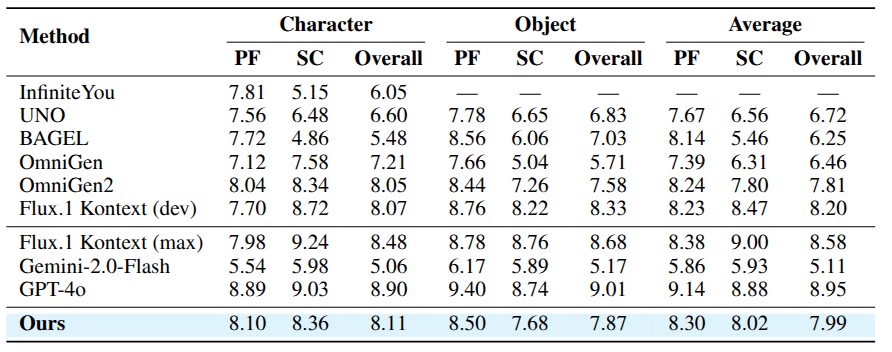 Method Character Object Average
PF SC Overall PF SC Overall PF SC Overall
InfiniteYou 7.81 5.15 6.05 — — — — — —
UNO 7.56 6.48 6.60 7.78 6.65 6.83 7.67 6.56 6.72
BAGEL 7.72 4.86 5.48 8.56 6.06 7.03 8.14 5.46 6.25
OmniGen 7.12 7.58 7.21 7.66 5.04 5.71 7.39 6.31 6.46
OmniGen2 8.04 8.34 8.05 8.44 7.26 7.58 8.24 7.80 7.81
Flux.1 Kontext (dev) 7.70 8.72 8.07 8.76 8.22 8.33 8.23 8.47 8.20
Flux.1 Kontext (max) 7.98 9.24 8.48 8.78 8.76 8.68 8.38 9.00 8.58
Gemini-2.0-Flash 5.54 5.98 5.06 6.17 5.89 5.17 5.86 5.93 5.11
GPT-4o 8.89 9.03 8.90 9.40 8.74 9.01 9.14 8.88 8.95
Ours 8.10 8.36 8.11 8.50 7.68 7.87 8.30 8.02 7.99